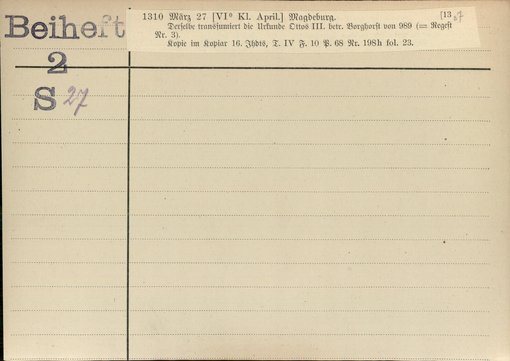 Beiheft
2
S 27
1310 März 27 [VIᵒ Kl. April.] Magdeburg. [13 27
Derselbe transsumiert die Urkunde Ottos III. betr. Borghorst von 989 (= Regest
Nr. 3).
Kopie im Kopiar 16. Jhdts, T. IV F. 10 P. 68 Nr. 198h fol. 23.